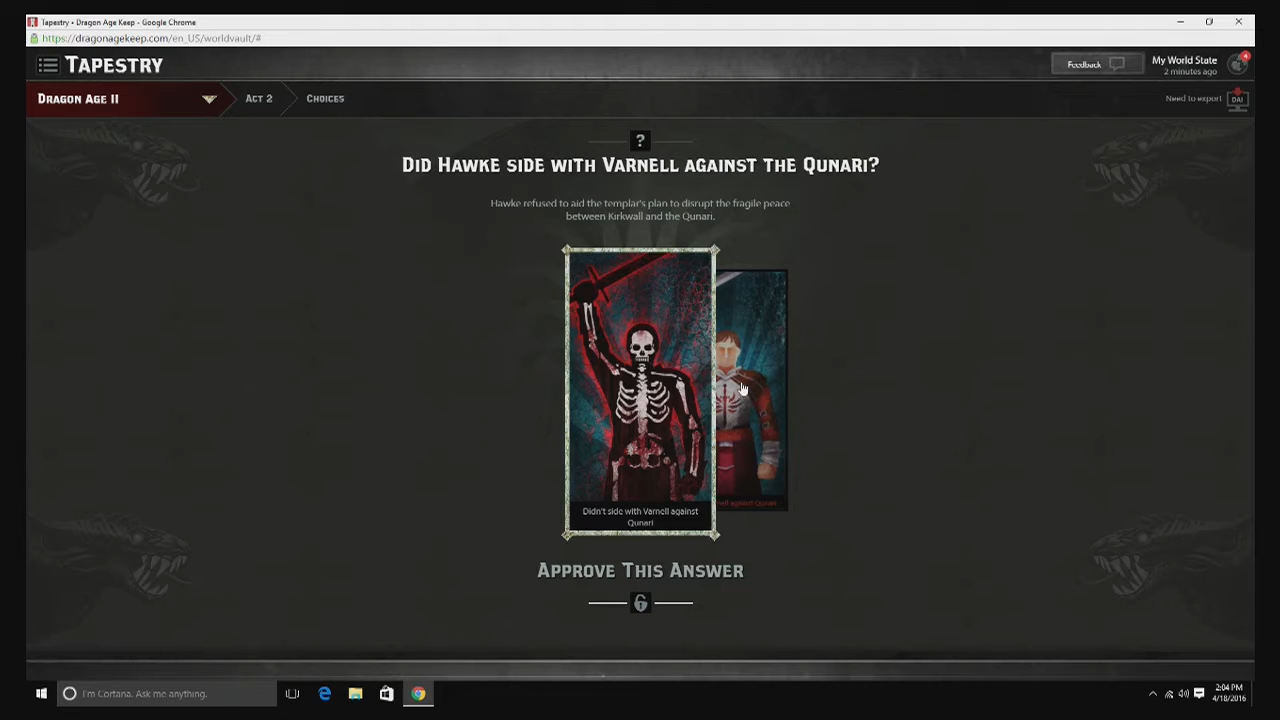 Tapestry • Dragon Age Keep - Google Chrome
https://dragonagekeep.com/en_US/worldvault/#
TAPESTRY
Feedback
My World State
4
2 minutes ago
DRAGON AGE II
ACT 2
CHOICES
Need to export
DAI
?
DID HAWKE SIDE WITH VARNELL AGAINST THE QUNARI?
Hawke refused to aid the templar's plan to disrupt the fragile peace
between Kirkwall and the Qunari.
Didn't side with Varnell against
Qunari
against Qunari
APPROVE THIS ANSWER
I'm Cortana. Ask me anything.
2:04 PM
4/18/2016